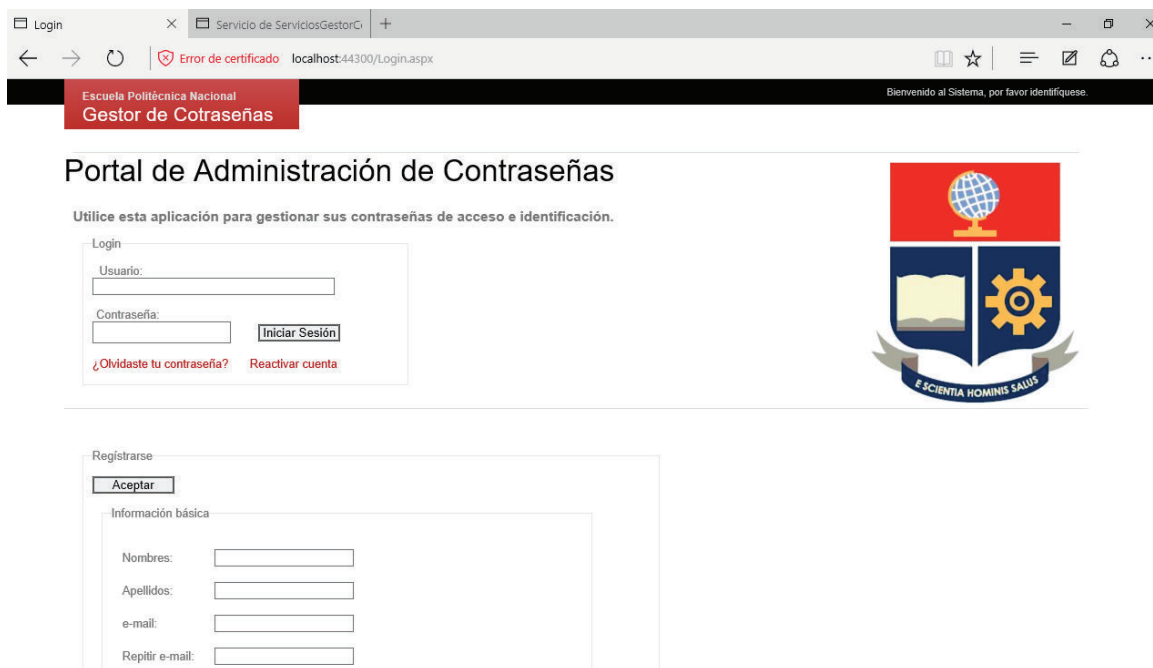 Login
Servicio de ServiciosGestorC
Error de certificado localhost:44300/Login.aspx
Escuela Politécnica Nacional
Gestor de Cotraseñas
Bienvenido al Sistema, por favor identifíquese.
Portal de Administración de Contraseñas
Utilice esta aplicación para gestionar sus contraseñas de acceso e identificación.
Login
Usuario:
Contraseña:
Iniciar Sesión
¿Olvidaste tu contraseña? Reactivar cuenta
E SCIENTIA HOMINIS SALUS
Regístrarse
Aceptar
Información básica
Nombres:
Apellidos:
e-mail:
Repitir e-mail: